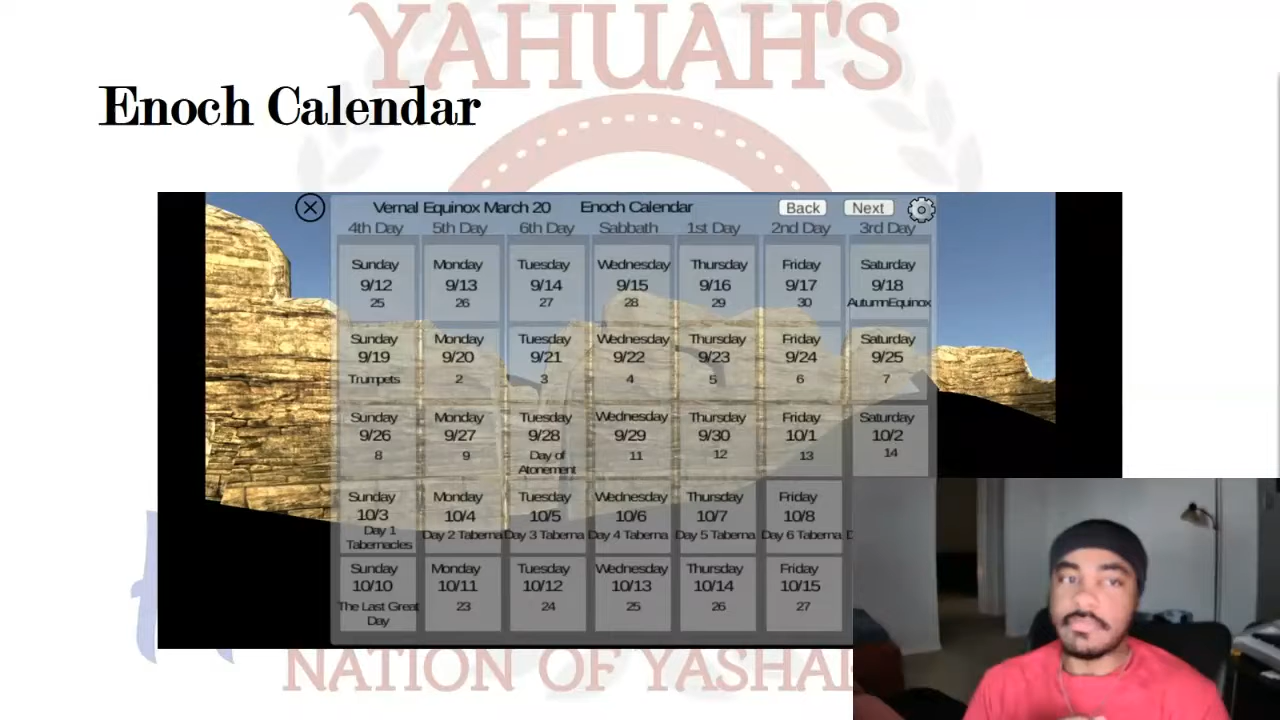 YAHUAH'S
Enoch Calendar
Vernal Equinox March 20 Enoch Calendar Back Next
4th Day 5th Day 6th Day Sabbath 1st Day 2nd Day 3rd Day
Sunday Monday Tuesday Wednesday Thursday Friday Saturday
9/12 9/13 9/14 9/15 9/16 9/17 9/18
25 26 27 28 29 30 AutumnEquinox
Sunday Monday Tuesday Wednesday Thursday Friday Saturday
9/19 9/20 9/21 9/22 9/23 9/24 9/25
Trumpets 2 3 4 5 6 7
Sunday Monday Tuesday Wednesday Thursday Friday Saturday
9/26 9/27 9/28 9/29 9/30 10/1 10/2
8 9 Day of 11 12 13 14
Atonement
Sunday Monday Tuesday Wednesday Thursday Friday
10/3 10/4 10/5 10/6 10/7 10/8
Day 1 Day 2 Taberna Day 3 Taberna Day 4 Taberna Day 5 Taberna Day 6 Taberna
Tabernacles
Sunday Monday Tuesday Wednesday Thursday Friday
10/10 10/11 10/12 10/13 10/14 10/15
The Last Great 23 24 25 26 27
Day
NATION OF YASHA